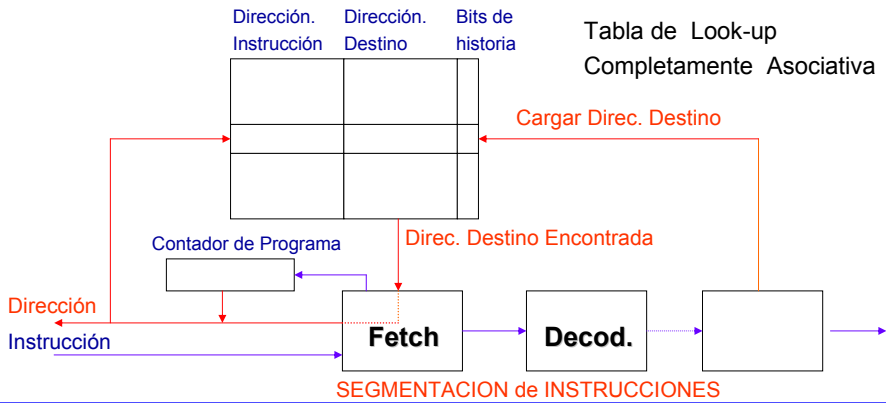 Dirección. Dirección. Bits de
Instrucción Destino historia
Tabla de Look-up
Completamente Asociativa
Cargar Direc. Destino
Direc. Destino Encontrada
Contador de Programa
Dirección
Instrucción
Fetch
Decod.
SEGMENTACION de INSTRUCCIONES